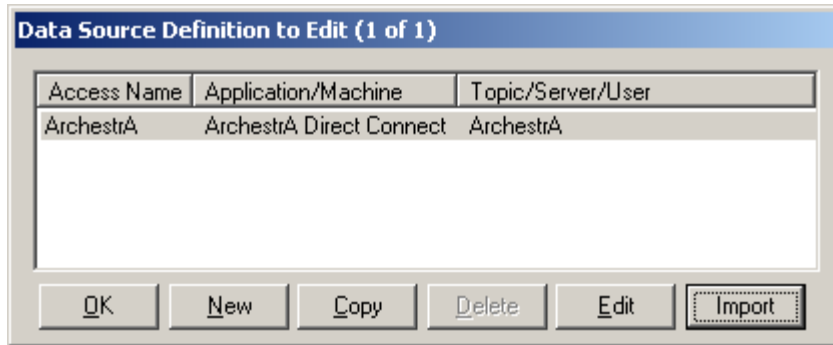 Data Source Definition to Edit (1 of 1)
Access Name Application/Machine Topic/Server/User
ArchestrA ArchestrA Direct Connect ArchestrA
OK New Copy Delete Edit Import